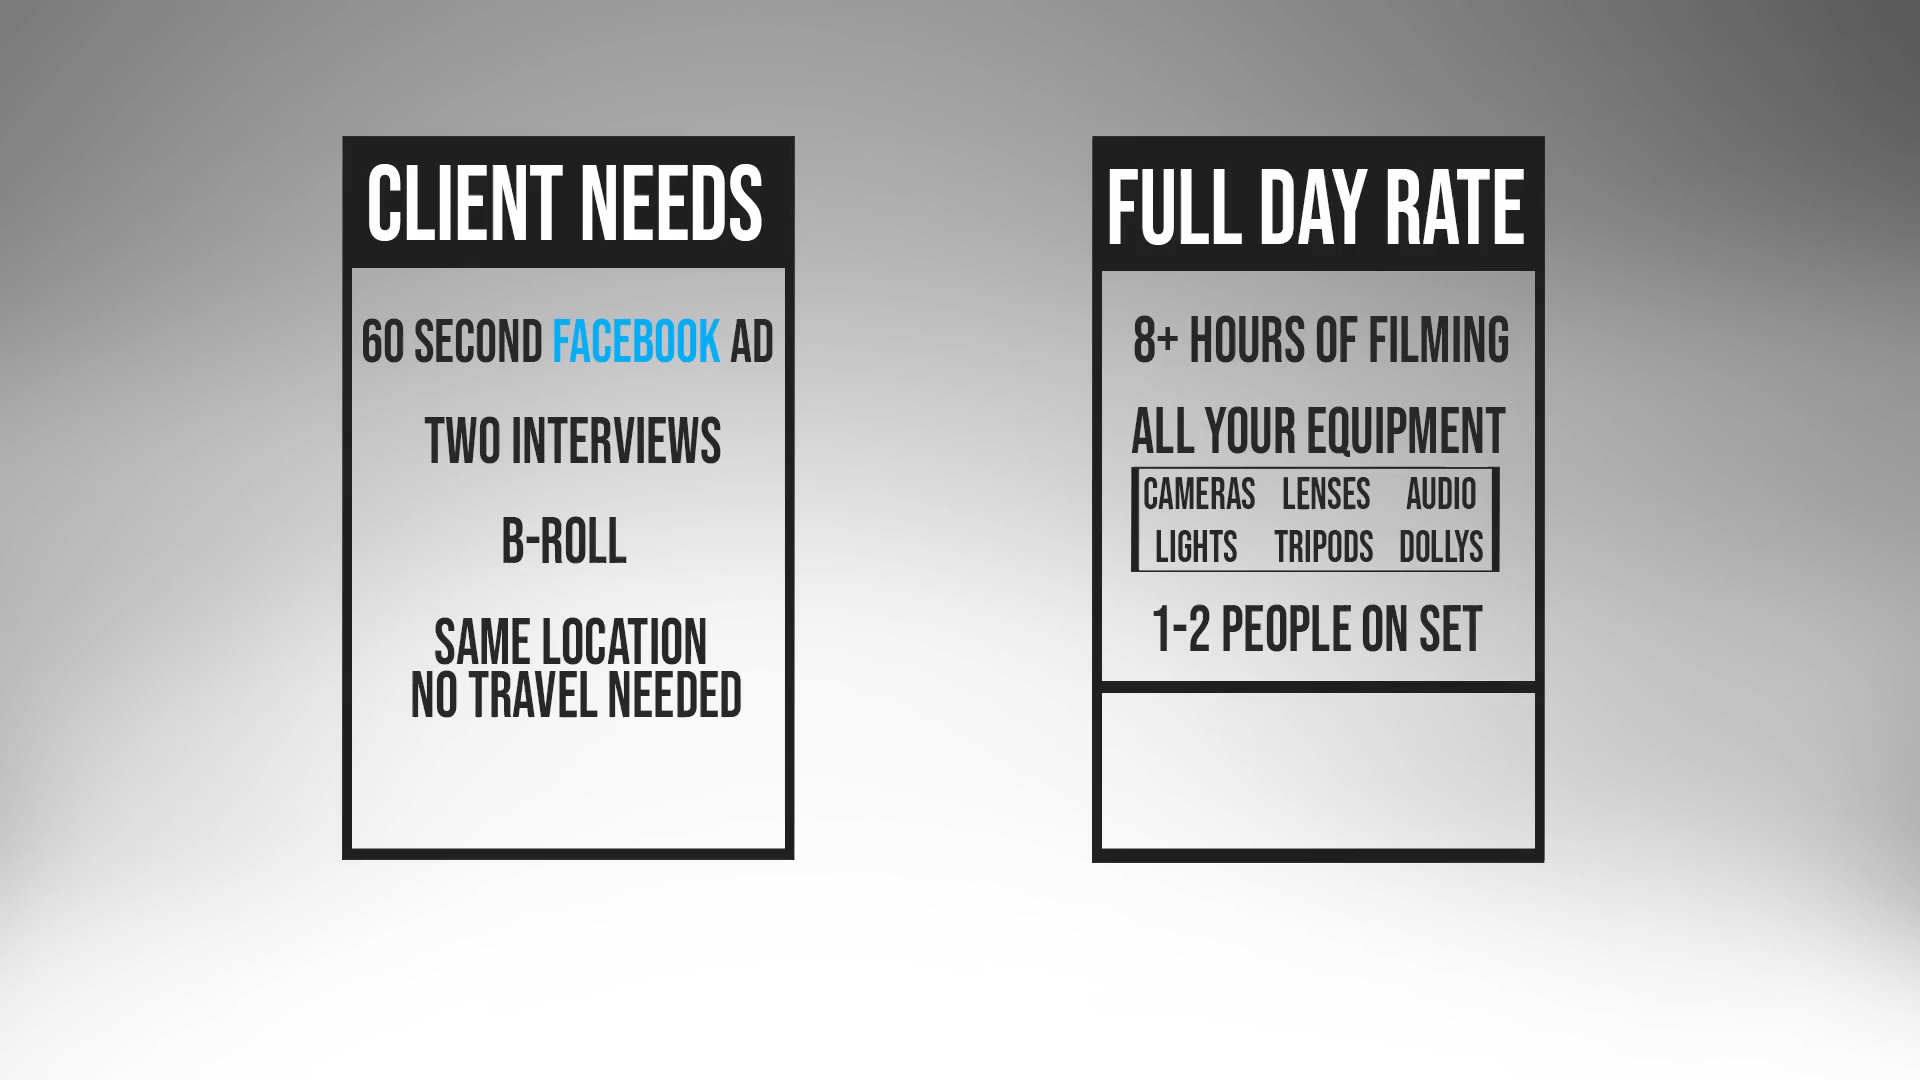 CLIENT NEEDS
60 SECOND FACEBOOK AD
TWO INTERVIEWS
B-ROLL
SAME LOCATION
NO TRAVEL NEEDED
FULL DAY RATE
8+ HOURS OF FILMING
ALL YOUR EQUIPMENT
CAMERAS LENSES AUDIO
LIGHTS TRIPODS DOLLYS
1-2 PEOPLE ON SET